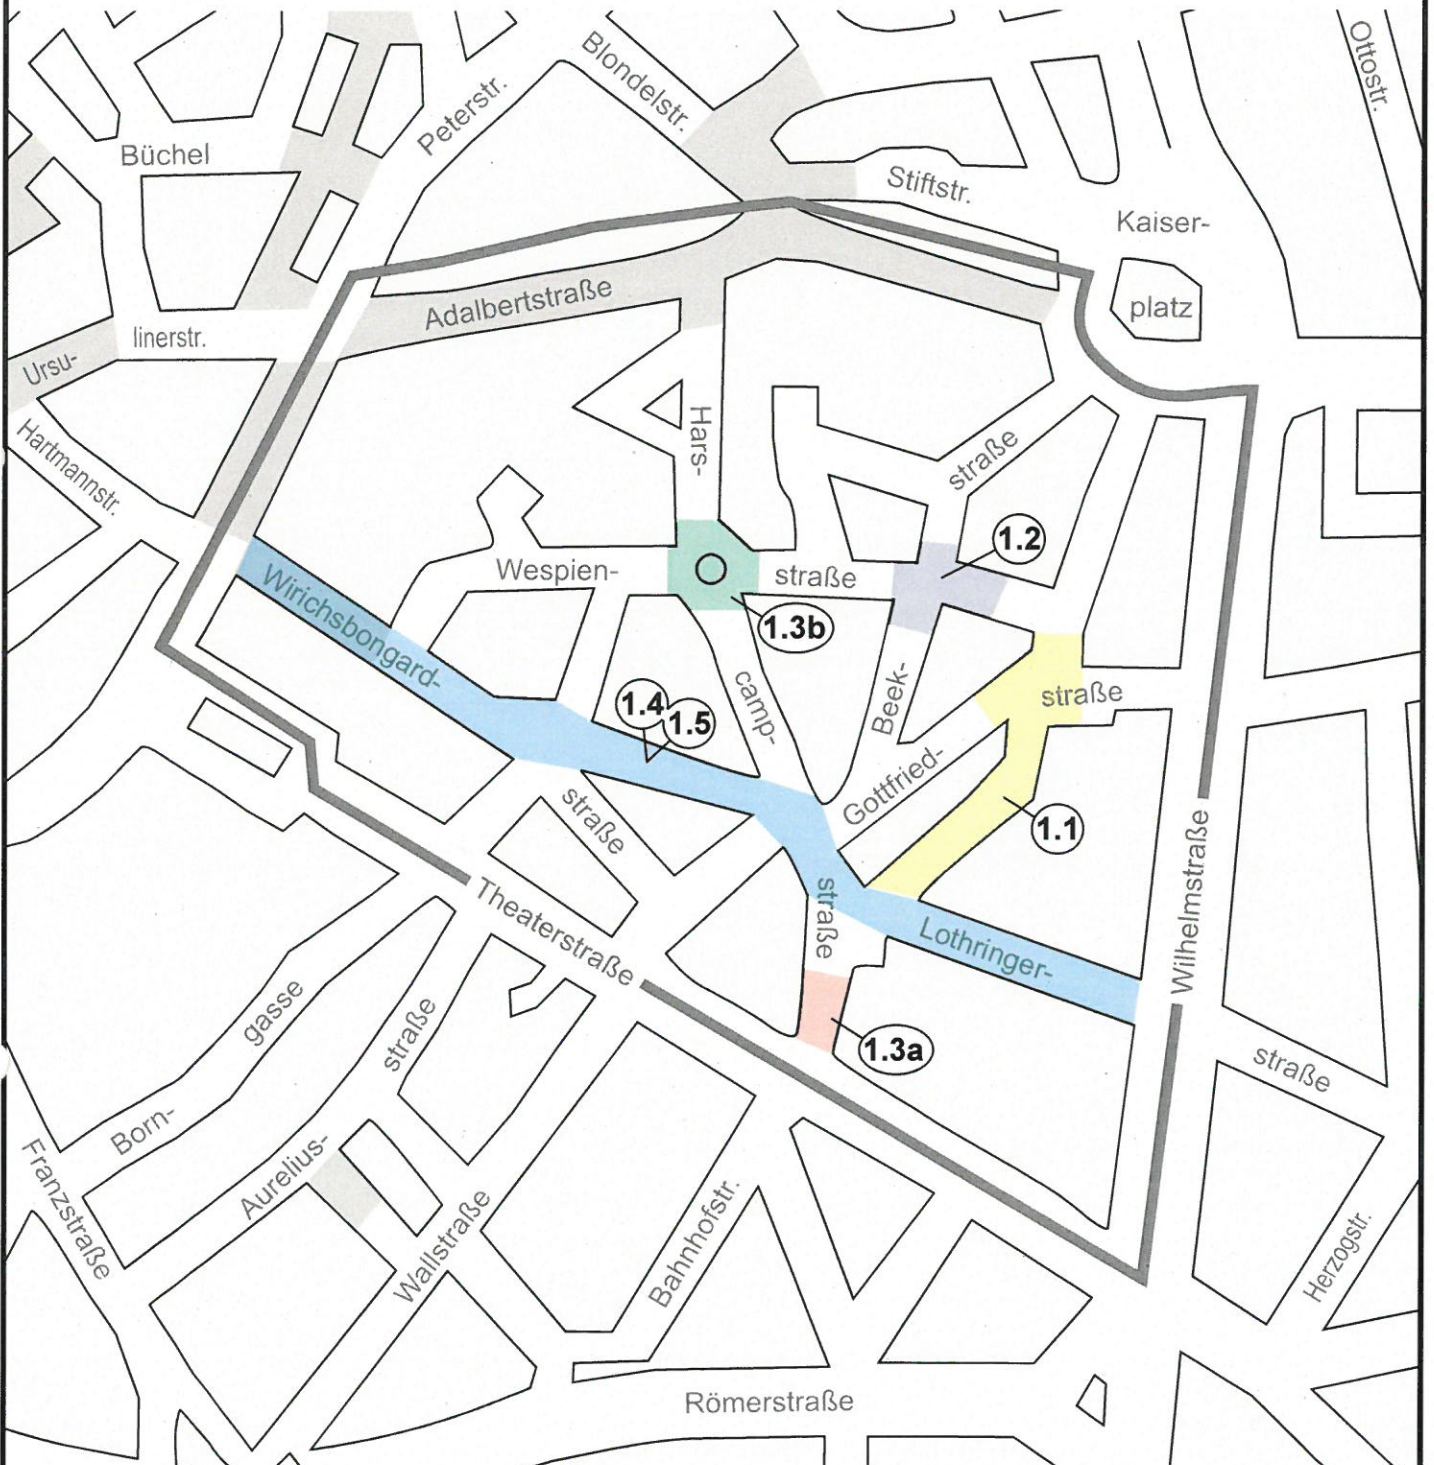 Ottostr.
Blondelstr.
Peterstr.
Büchel
Stiftstr.
Kaiser-
platz
Adalbertstraße
linerstr.
Ursu-
Hartmannstr.
Hars-
straße
1.2
Wespien-
straße
1.3b
Wirichsbongard-
camp-
Beek-
straße
1.4
1.5
Gottfried-
straße
1.1
Theaterstraße
straße
Lothringer-
Wilhelmstraße
1.3a
gasse
straße
straße
Born-
Aurelius-
Franzstraße
Wallstraße
Bahnhofstr.
Herzogstr.
Römerstraße